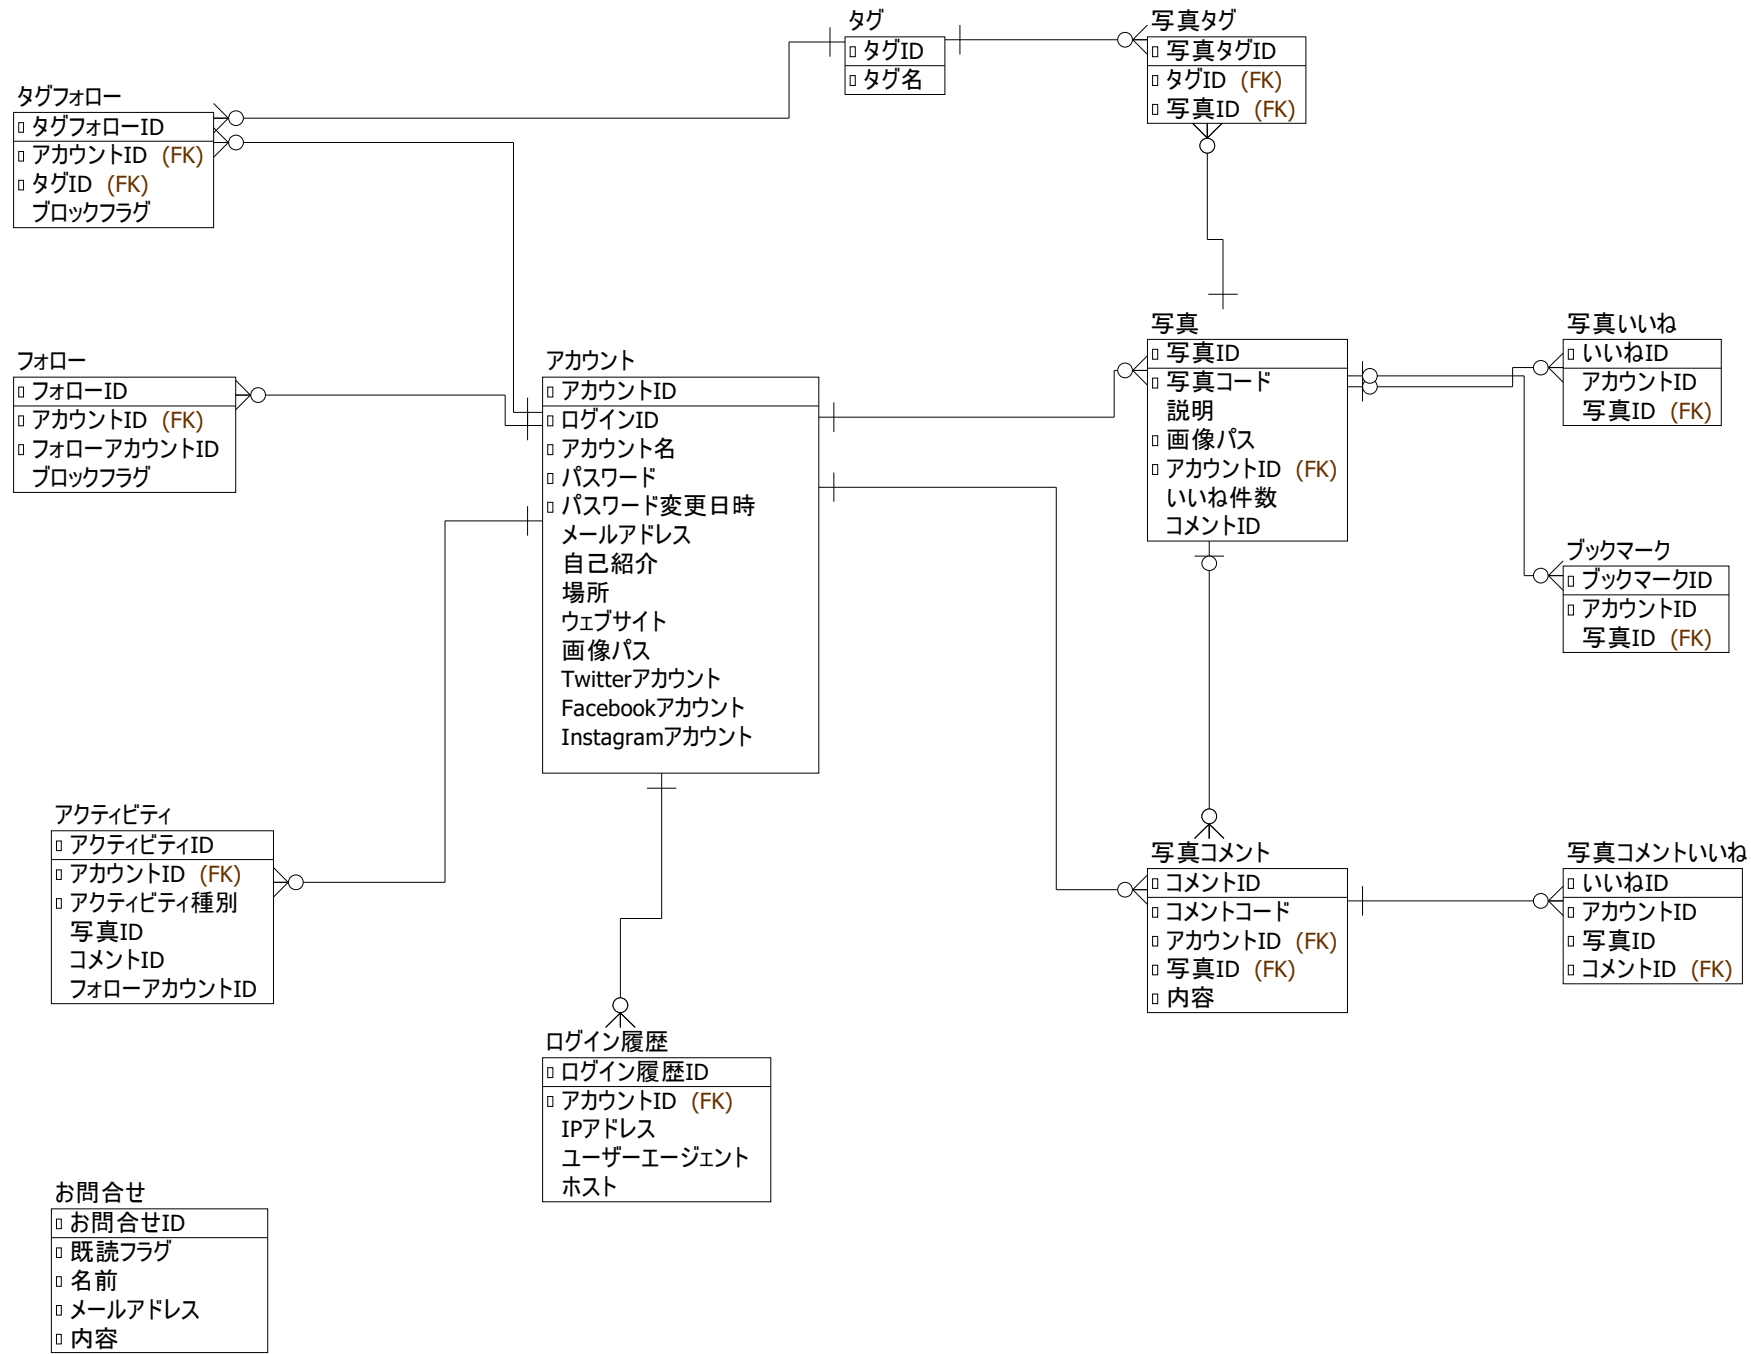 タグ
タグID
タグ名
写真タグ
写真タグID
タグID (FK)
写真ID (FK)
タグフォロー
タグフォローID
アカウントID (FK)
タグID (FK)
ブロックフラグ
フォロー
フォローID
アカウントID (FK)
フォローアカウントID
ブロックフラグ
アカウント
アカウントID
ログインID
アカウント名
パスワード
パスワード変更日時
メールアドレス
自己紹介
場所
ウェブサイト
画像パス
Twitterアカウント
Facebookアカウント
Instagramアカウント
写真
写真ID
写真コード
説明
画像パス
アカウントID (FK)
いいね件数
コメントID
写真いいね
いいねID
アカウントID
写真ID (FK)
ブックマーク
ブックマークID
アカウントID
写真ID (FK)
アクティビティ
アクティビティID
アカウントID (FK)
アクティビティ種別
写真ID
コメントID
フォローアカウントID
写真コメント
コメントID
コメントコード
アカウントID (FK)
写真ID (FK)
内容
写真コメントいいね
いいねID
アカウントID
写真ID
コメントID (FK)
ログイン履歴
ログイン履歴ID
アカウントID (FK)
IPアドレス
ユーザーエージェント
ホスト
お問合せ
お問合せID
既読フラグ
名前
メールアドレス
内容